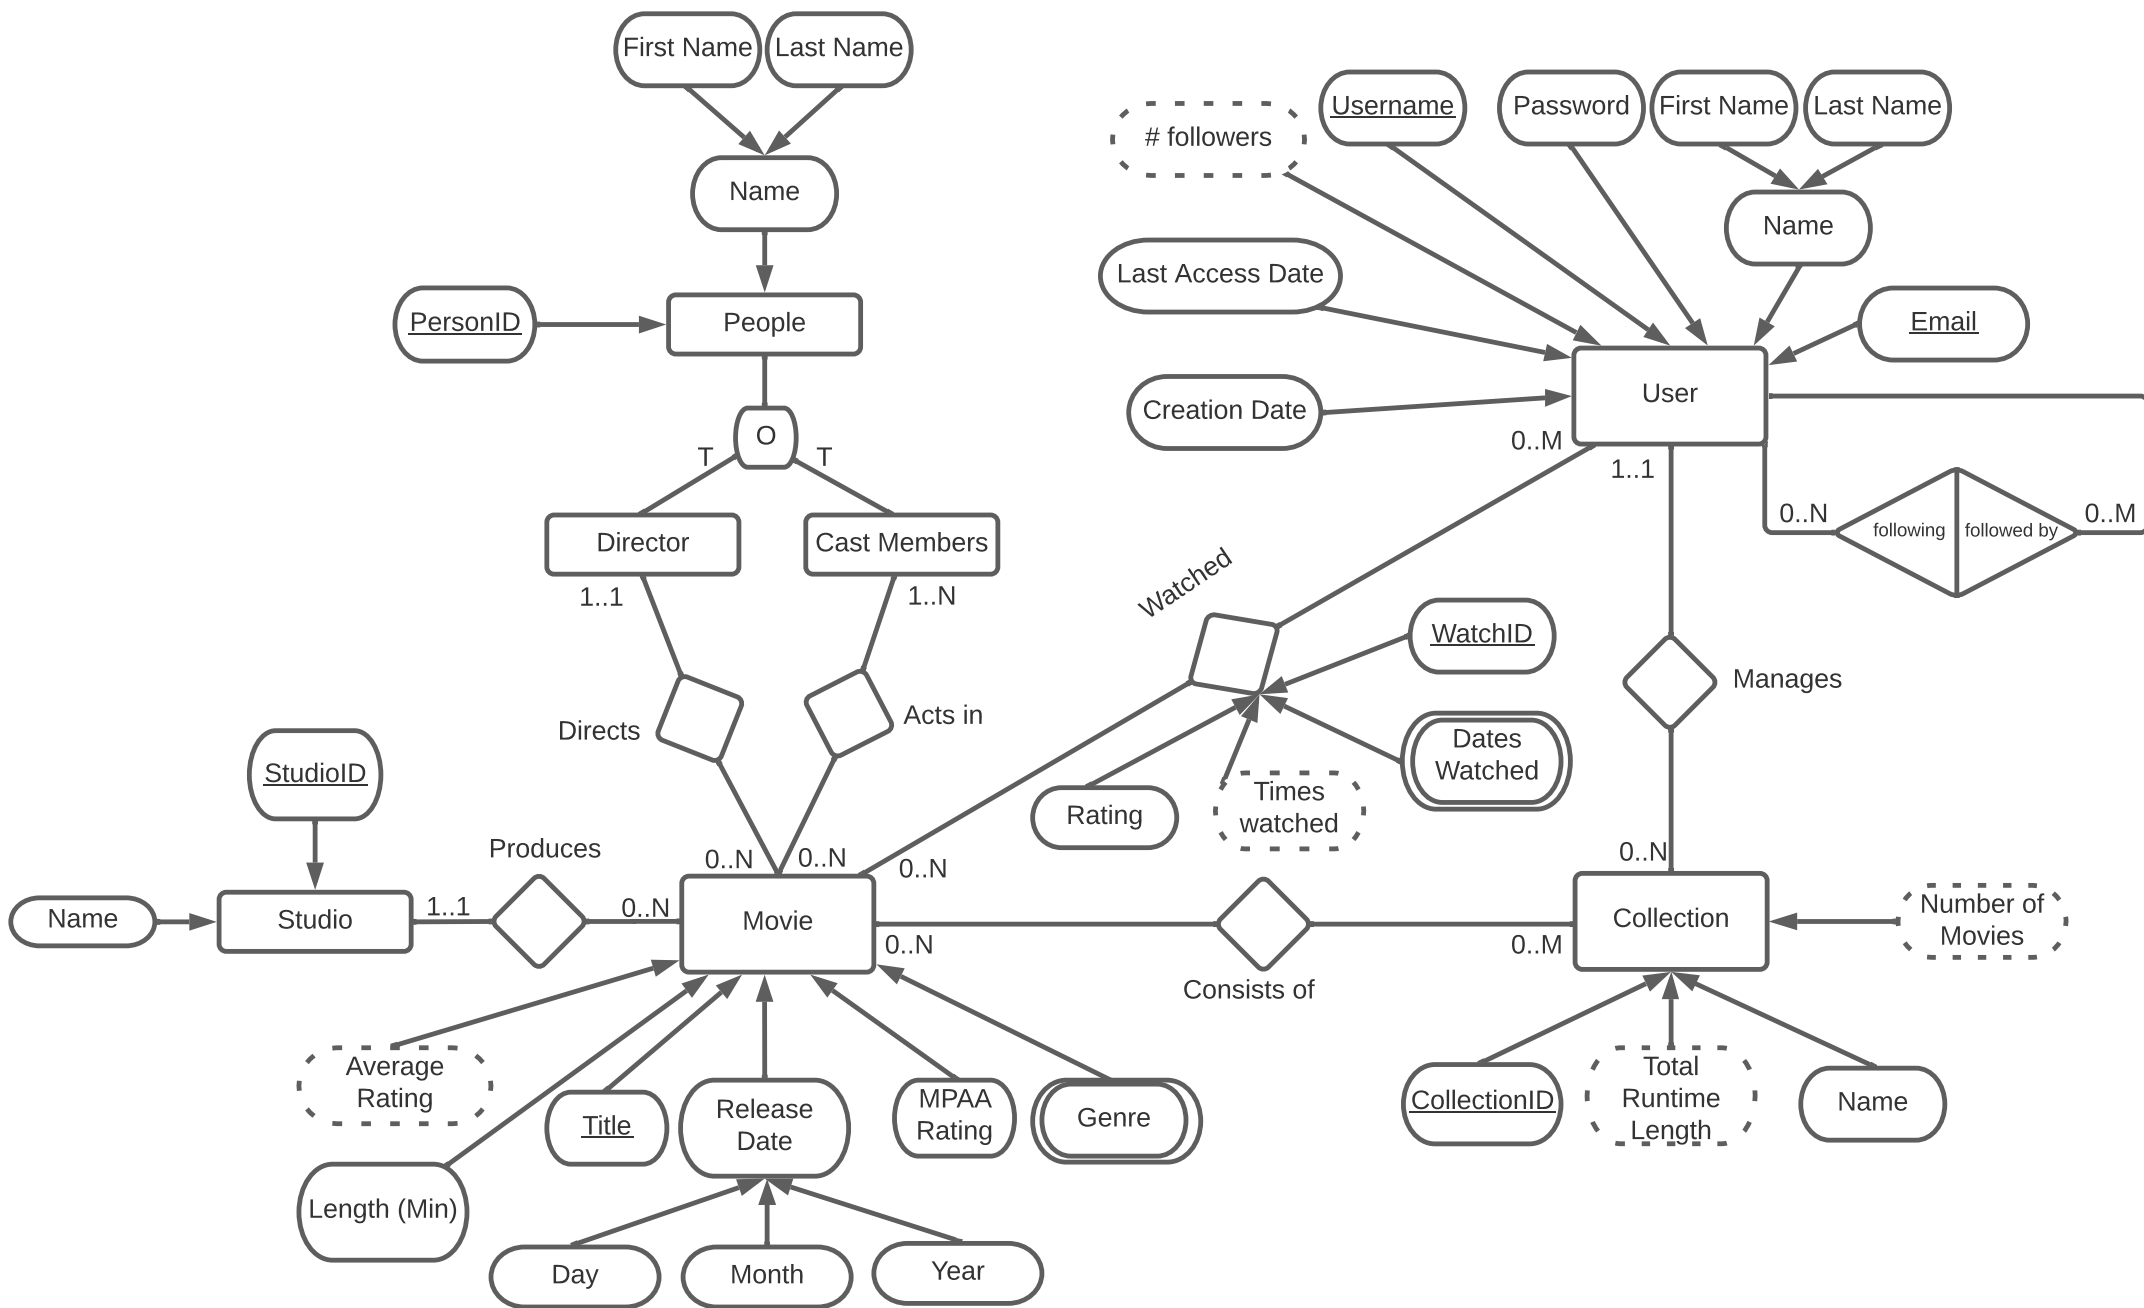 First Name
Last Name
Name
PersonID
People
O
T
T
Director
Cast Members
1..1
1..N
Directs
Acts in
# followers
Username
Password
First Name
Last Name
Name
Last Access Date
Email
Creation Date
User
0..M
1..1
0..N
following
followed by
0..M
Watched
WatchID
Manages
Rating
Times
watched
Dates
Watched
StudioID
Produces
Name
Studio
1..1
0..N
0..N
0..N
0..N
Movie
0..N
Consists of
0..M
0..N
Collection
Number of
Movies
Average
Rating
Length (Min)
Title
Release
Date
MPAA
Rating
Genre
Day
Month
Year
CollectionID
Total
Runtime
Length
Name